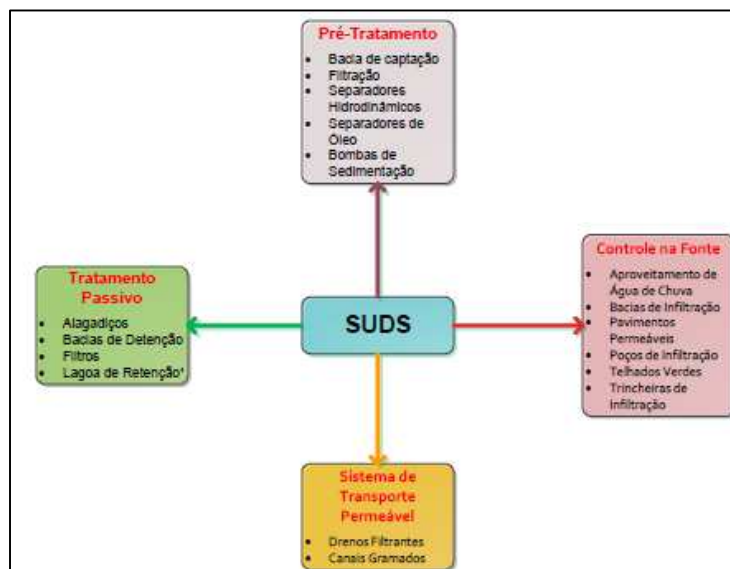 Pré-Tratamento
• Bacia de captação
• Filtração
• Separadores
Hidrodinâmicos
• Separadores de
Óleo
• Bombas de
Sedimentação
Tratamento
Passivo
• Alagadiços
• Bacias de Detenção
• Filtros
• Lagoa de Retenção*
SUDS
Controle na Fonte
• Aproveitamento de
Água de Chuva
• Bacias de Infiltração
• Pavimentos
Permeáveis
• Poços de Infiltração
• Telhados Verdes
• Trincheiras de
Infiltração
Sistema de
Transporte
Permeável
• Drenos Filtrantes
• Canais Gramados